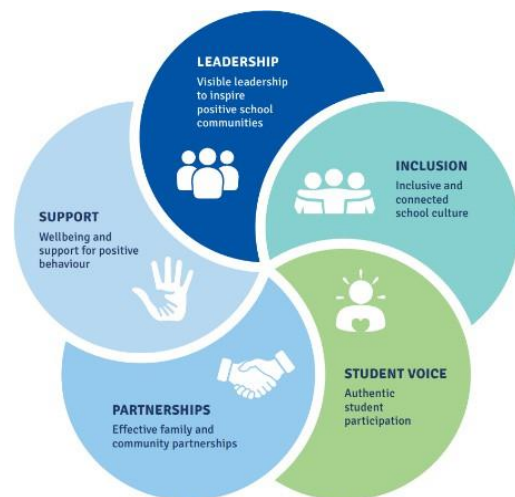 LEADERSHIP
Visible leadership
to inspire
positive school
communities
INCLUSION
Inclusive and
connected
school culture
STUDENT VOICE
Authentic
student
participation
PARTNERSHIPS
Effective family and
community partnerships
SUPPORT
Wellbeing and
support for positive
behaviour